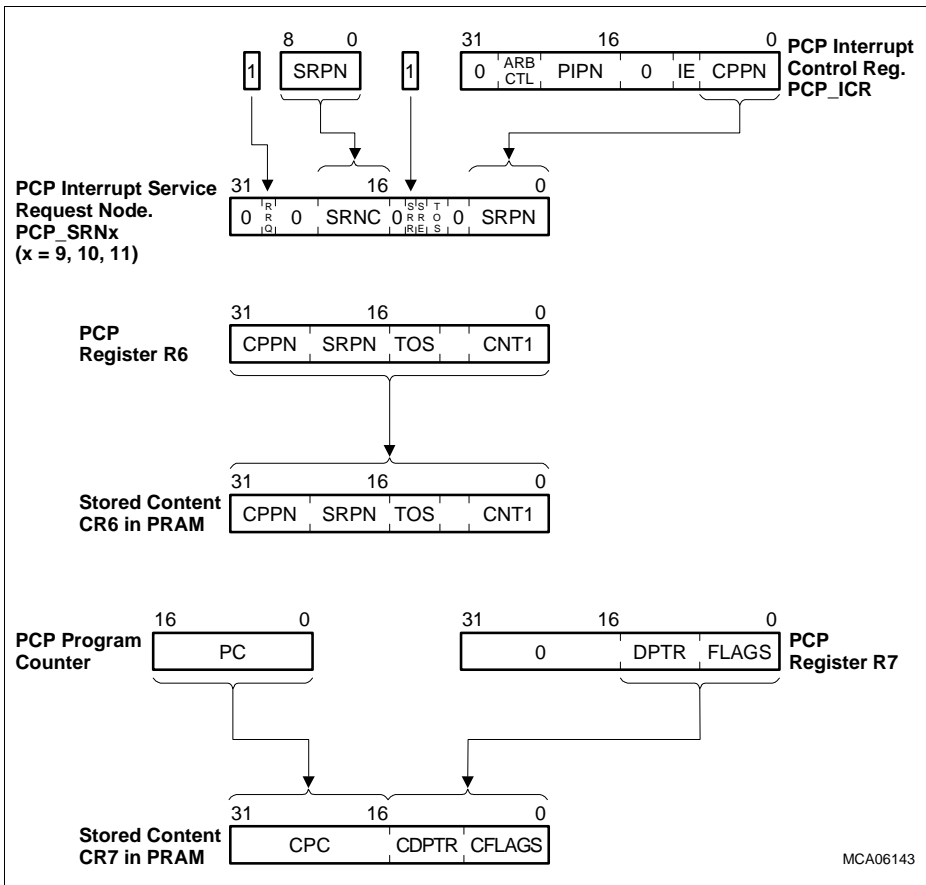 8 0
31 16 0
1 SRPN 1
0 ARB CTL PIPN 0 IE CPPN
PCP Interrupt
Control Reg.
PCP_ICR
PCP Interrupt Service
Request Node.
PCP_SRNx
(x = 9, 10, 11)
31 16 0
0 RRQ 0 SRNC 0 SRR SRE TOS 0 SRPN
PCP
Register R6
31 16 0
CPPN SRPN TOS CNT1
Stored Content
CR6 in PRAM
31 16 0
CPPN SRPN TOS CNT1
PCP Program
Counter
16 0
PC
31 16 0
0 DPTR FLAGS
PCP
Register R7
Stored Content
CR7 in PRAM
31 16 0
CPC CDPTR CFLAGS
MCA06143